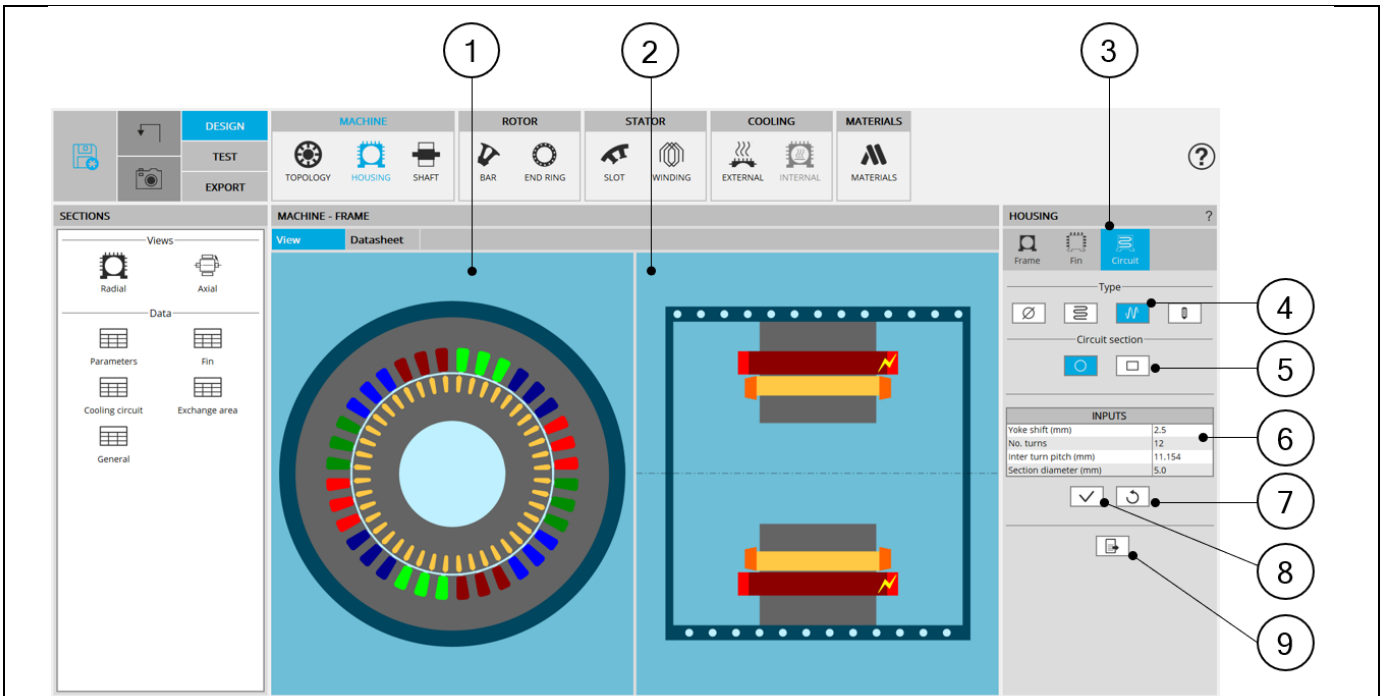 1 2 3
DESIGN MACHINE ROTOR STATOR COOLING MATERIALS
TEST
EXPORT
TOPOLOGY HOUSING SHAFT BAR END RING SLOT WINDING EXTERNAL INTERNAL MATERIALS
?
SECTIONS
Views
Radial Axial
Data
Parameters Fin
Cooling circuit Exchange area
General
MACHINE - FRAME
View Datasheet
HOUSING ?
Frame Fin Circuit
Type
4
Circuit section
5
INPUTS
Yoke shift (mm) 2.5
No. turns 12
Inter turn pitch (mm) 11.154
Section diameter (mm) 5.0
6
7
8
9